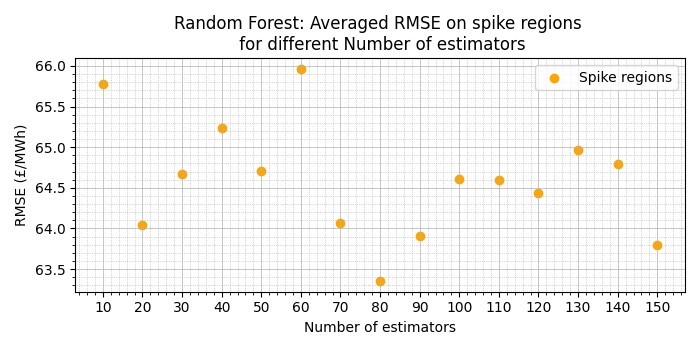 Random Forest: Averaged RMSE on spike regions
for different Number of estimators
66.0
65.5
65.0
64.5
64.0
63.5
RMSE (£/MWh)
Spike regions
10 20 30 40 50 60 70 80 90 100 110 120 130 140 150
Number of estimators